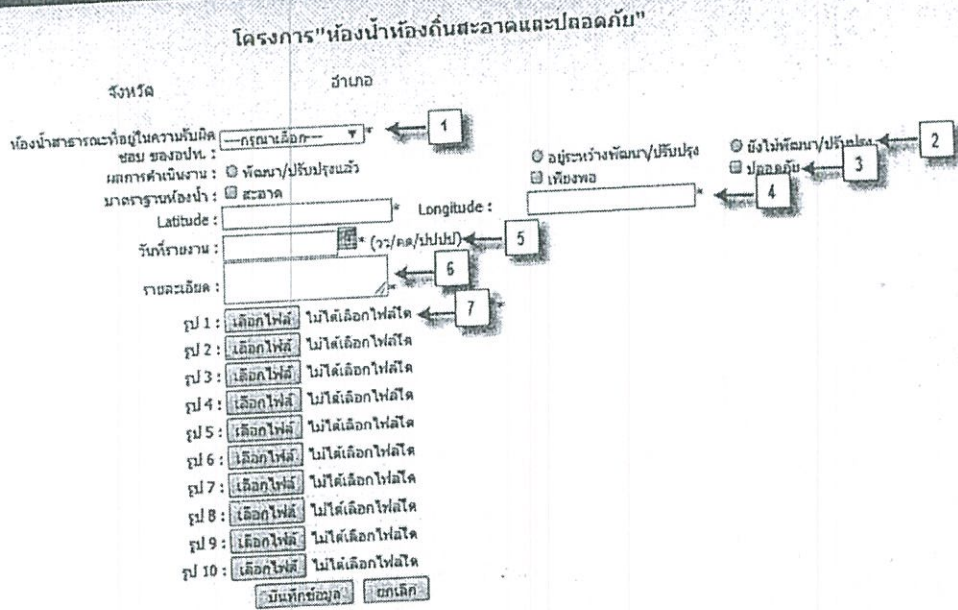 โครงการ"ห้องน้ำท้องถิ่นสะอาดและปลอดภัย"
จังหวัด อำเภอ
ห้องน้ำสาธารณะที่อยู่ในความรับผิด
ชอบ ของอปท. : ---กรุณาเลือก--- * 1
ผลการดำเนินงาน : พัฒนา/ปรับปรุงแล้ว อยู่ระหว่างพัฒนา/ปรับปรุง ยังไม่พัฒนา/ปรับปรุง 2
มาตรฐานห้องน้ำ : สะอาด เพียงพอ ปลอดภัย 3
Latitude : * Longitude : * 4
วันที่รายงาน : * (วว/ดด/ปปปป) 5
รายละเอียด : * 6
รูป 1 : เลือกไฟล์ ไม่ได้เลือกไฟล์ใด * 7
รูป 2 : เลือกไฟล์ ไม่ได้เลือกไฟล์ใด
รูป 3 : เลือกไฟล์ ไม่ได้เลือกไฟล์ใด
รูป 4 : เลือกไฟล์ ไม่ได้เลือกไฟล์ใด
รูป 5 : เลือกไฟล์ ไม่ได้เลือกไฟล์ใด
รูป 6 : เลือกไฟล์ ไม่ได้เลือกไฟล์ใด
รูป 7 : เลือกไฟล์ ไม่ได้เลือกไฟล์ใด
รูป 8 : เลือกไฟล์ ไม่ได้เลือกไฟล์ใด
รูป 9 : เลือกไฟล์ ไม่ได้เลือกไฟล์ใด
รูป 10 : เลือกไฟล์ ไม่ได้เลือกไฟล์ใด
บันทึกข้อมูล ยกเลิก